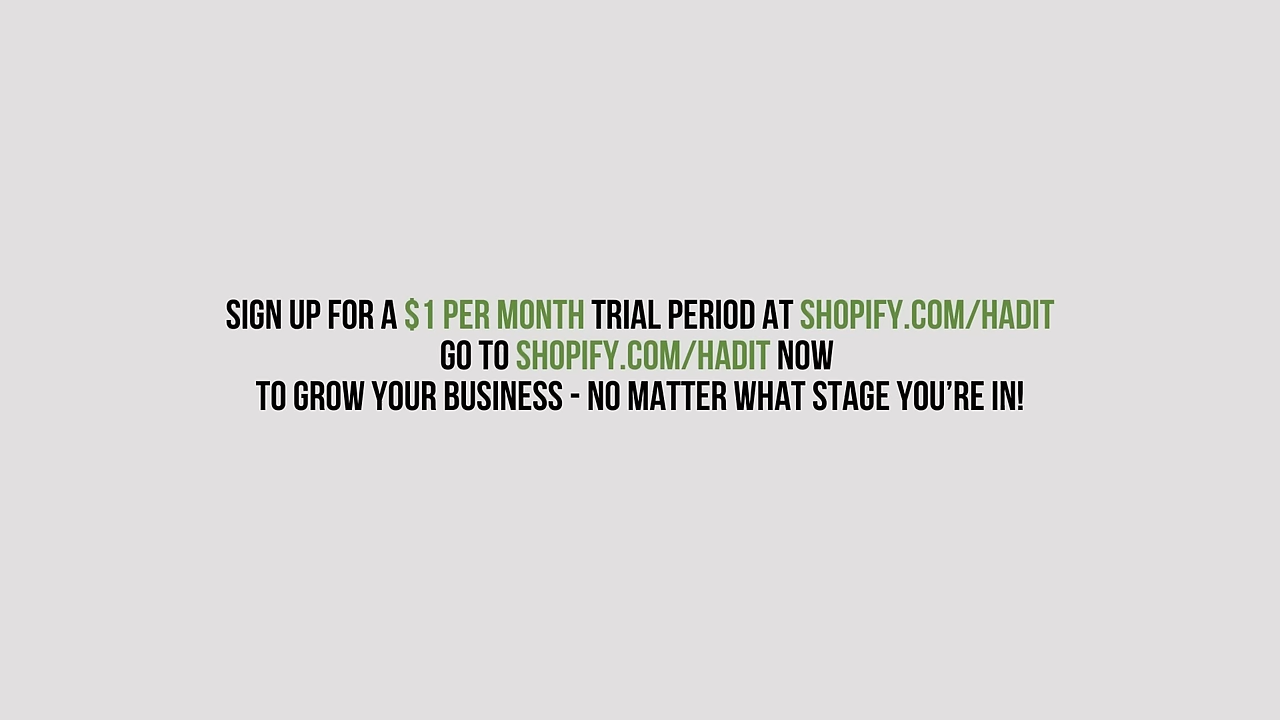 SIGN UP FOR A $1 PER MONTH TRIAL PERIOD AT SHOPIFY.COM/HADIT
GO TO SHOPIFY.COM/HADIT NOW
TO GROW YOUR BUSINESS - NO MATTER WHAT STAGE YOU’RE IN!